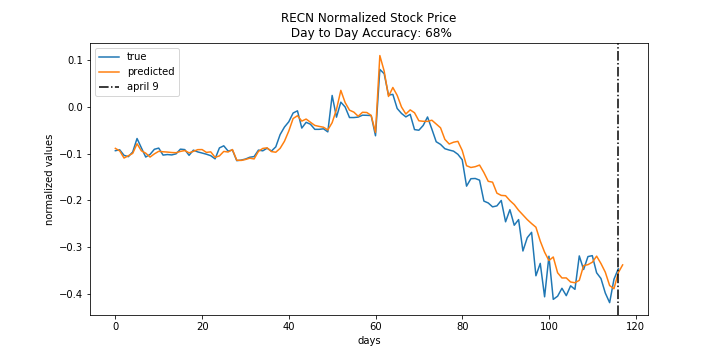 RECN Normalized Stock Price
Day to Day Accuracy: 68%
true
predicted
april 9
normalized values
0.1
0.0
−0.1
−0.2
−0.3
−0.4
0
20
40
60
80
100
120
days